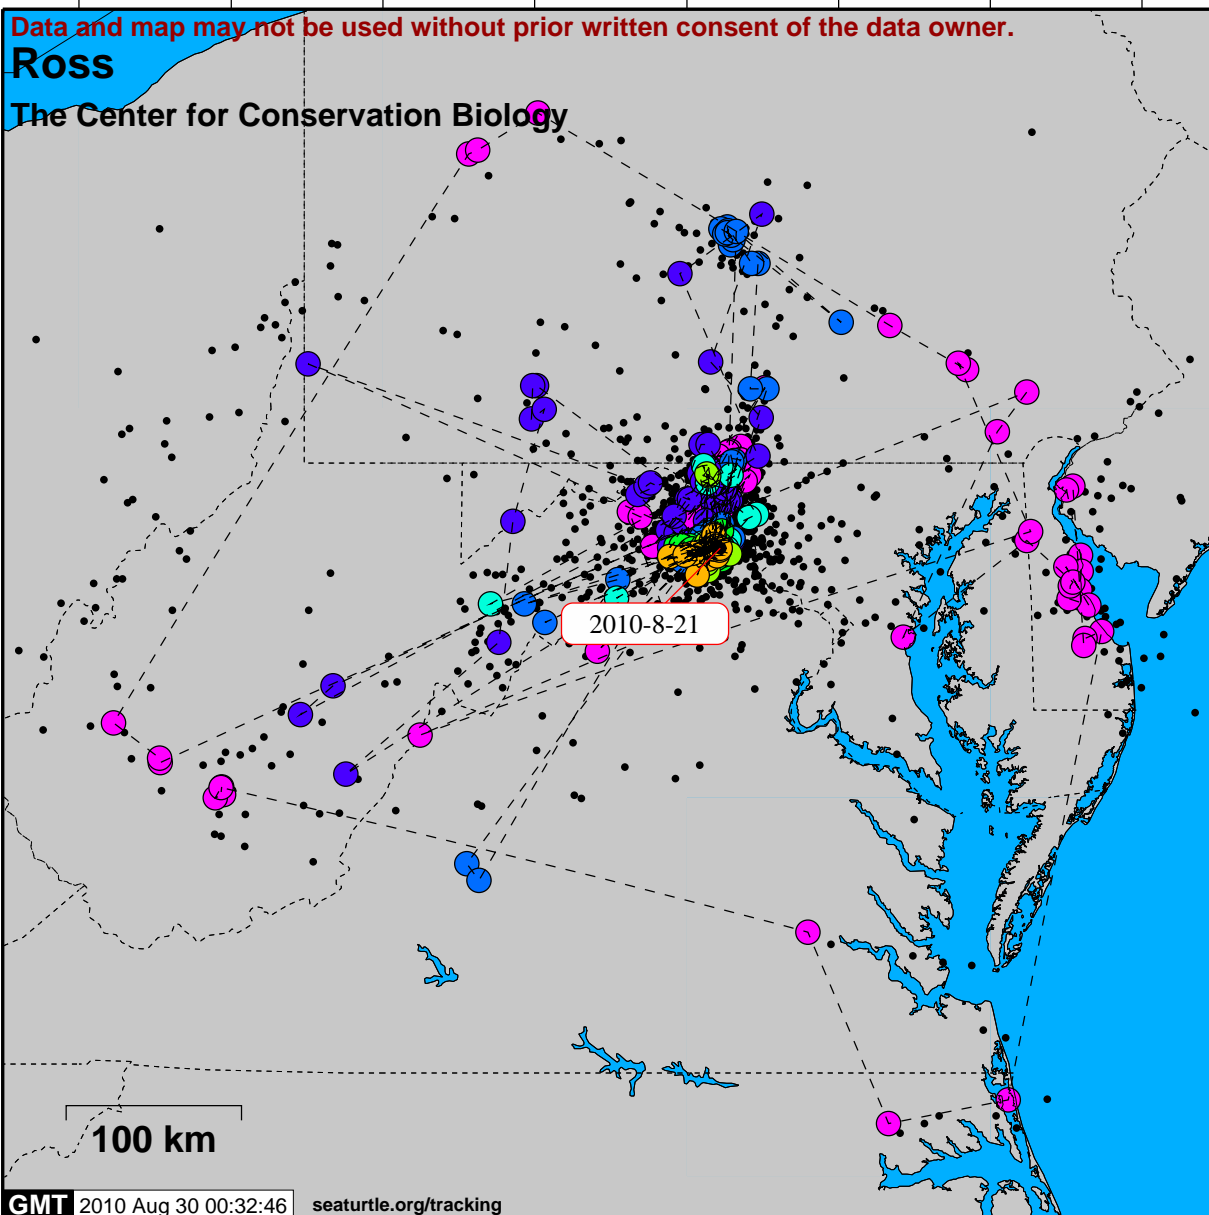 Data and map may not be used without prior written consent of the data owner.
Ross
The Center for Conservation Biology
2010-8-21
100 km
GMT 2010 Aug 30 00:32:46 seaturtle.org/tracking